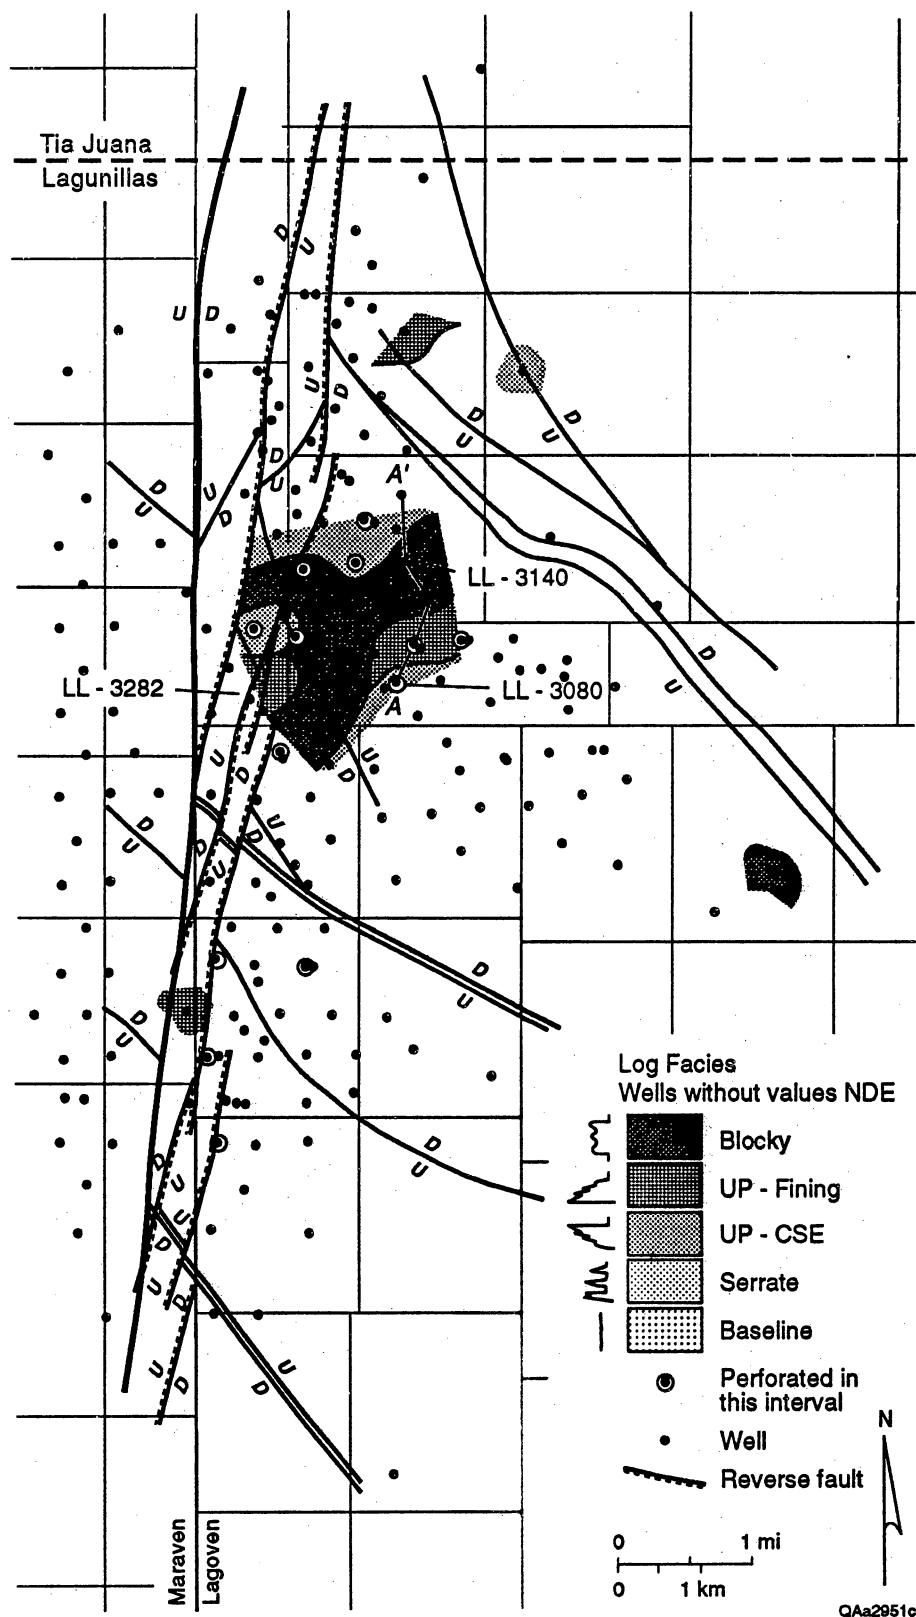 Tia Juana
Lagunillas
D
U
U D
U
D
D
U
D
U
D
U
A'
D
U
U
D
D
U
LL - 3140
D
U
LL - 3282
LL - 3080
A
U
D
U
D
D
U
U
D
D
U
D
U
D
U
D
U
D
U
U
D
U
D
U
D
U
D
Log Facies
Wells without values NDE
Blocky
UP - Fining
UP - CSE
Serrate
Baseline
Perforated in
this interval
Well
Reverse fault
N
0 1 mi
0 1 km
Maraven
Lagoven
QAa2951c